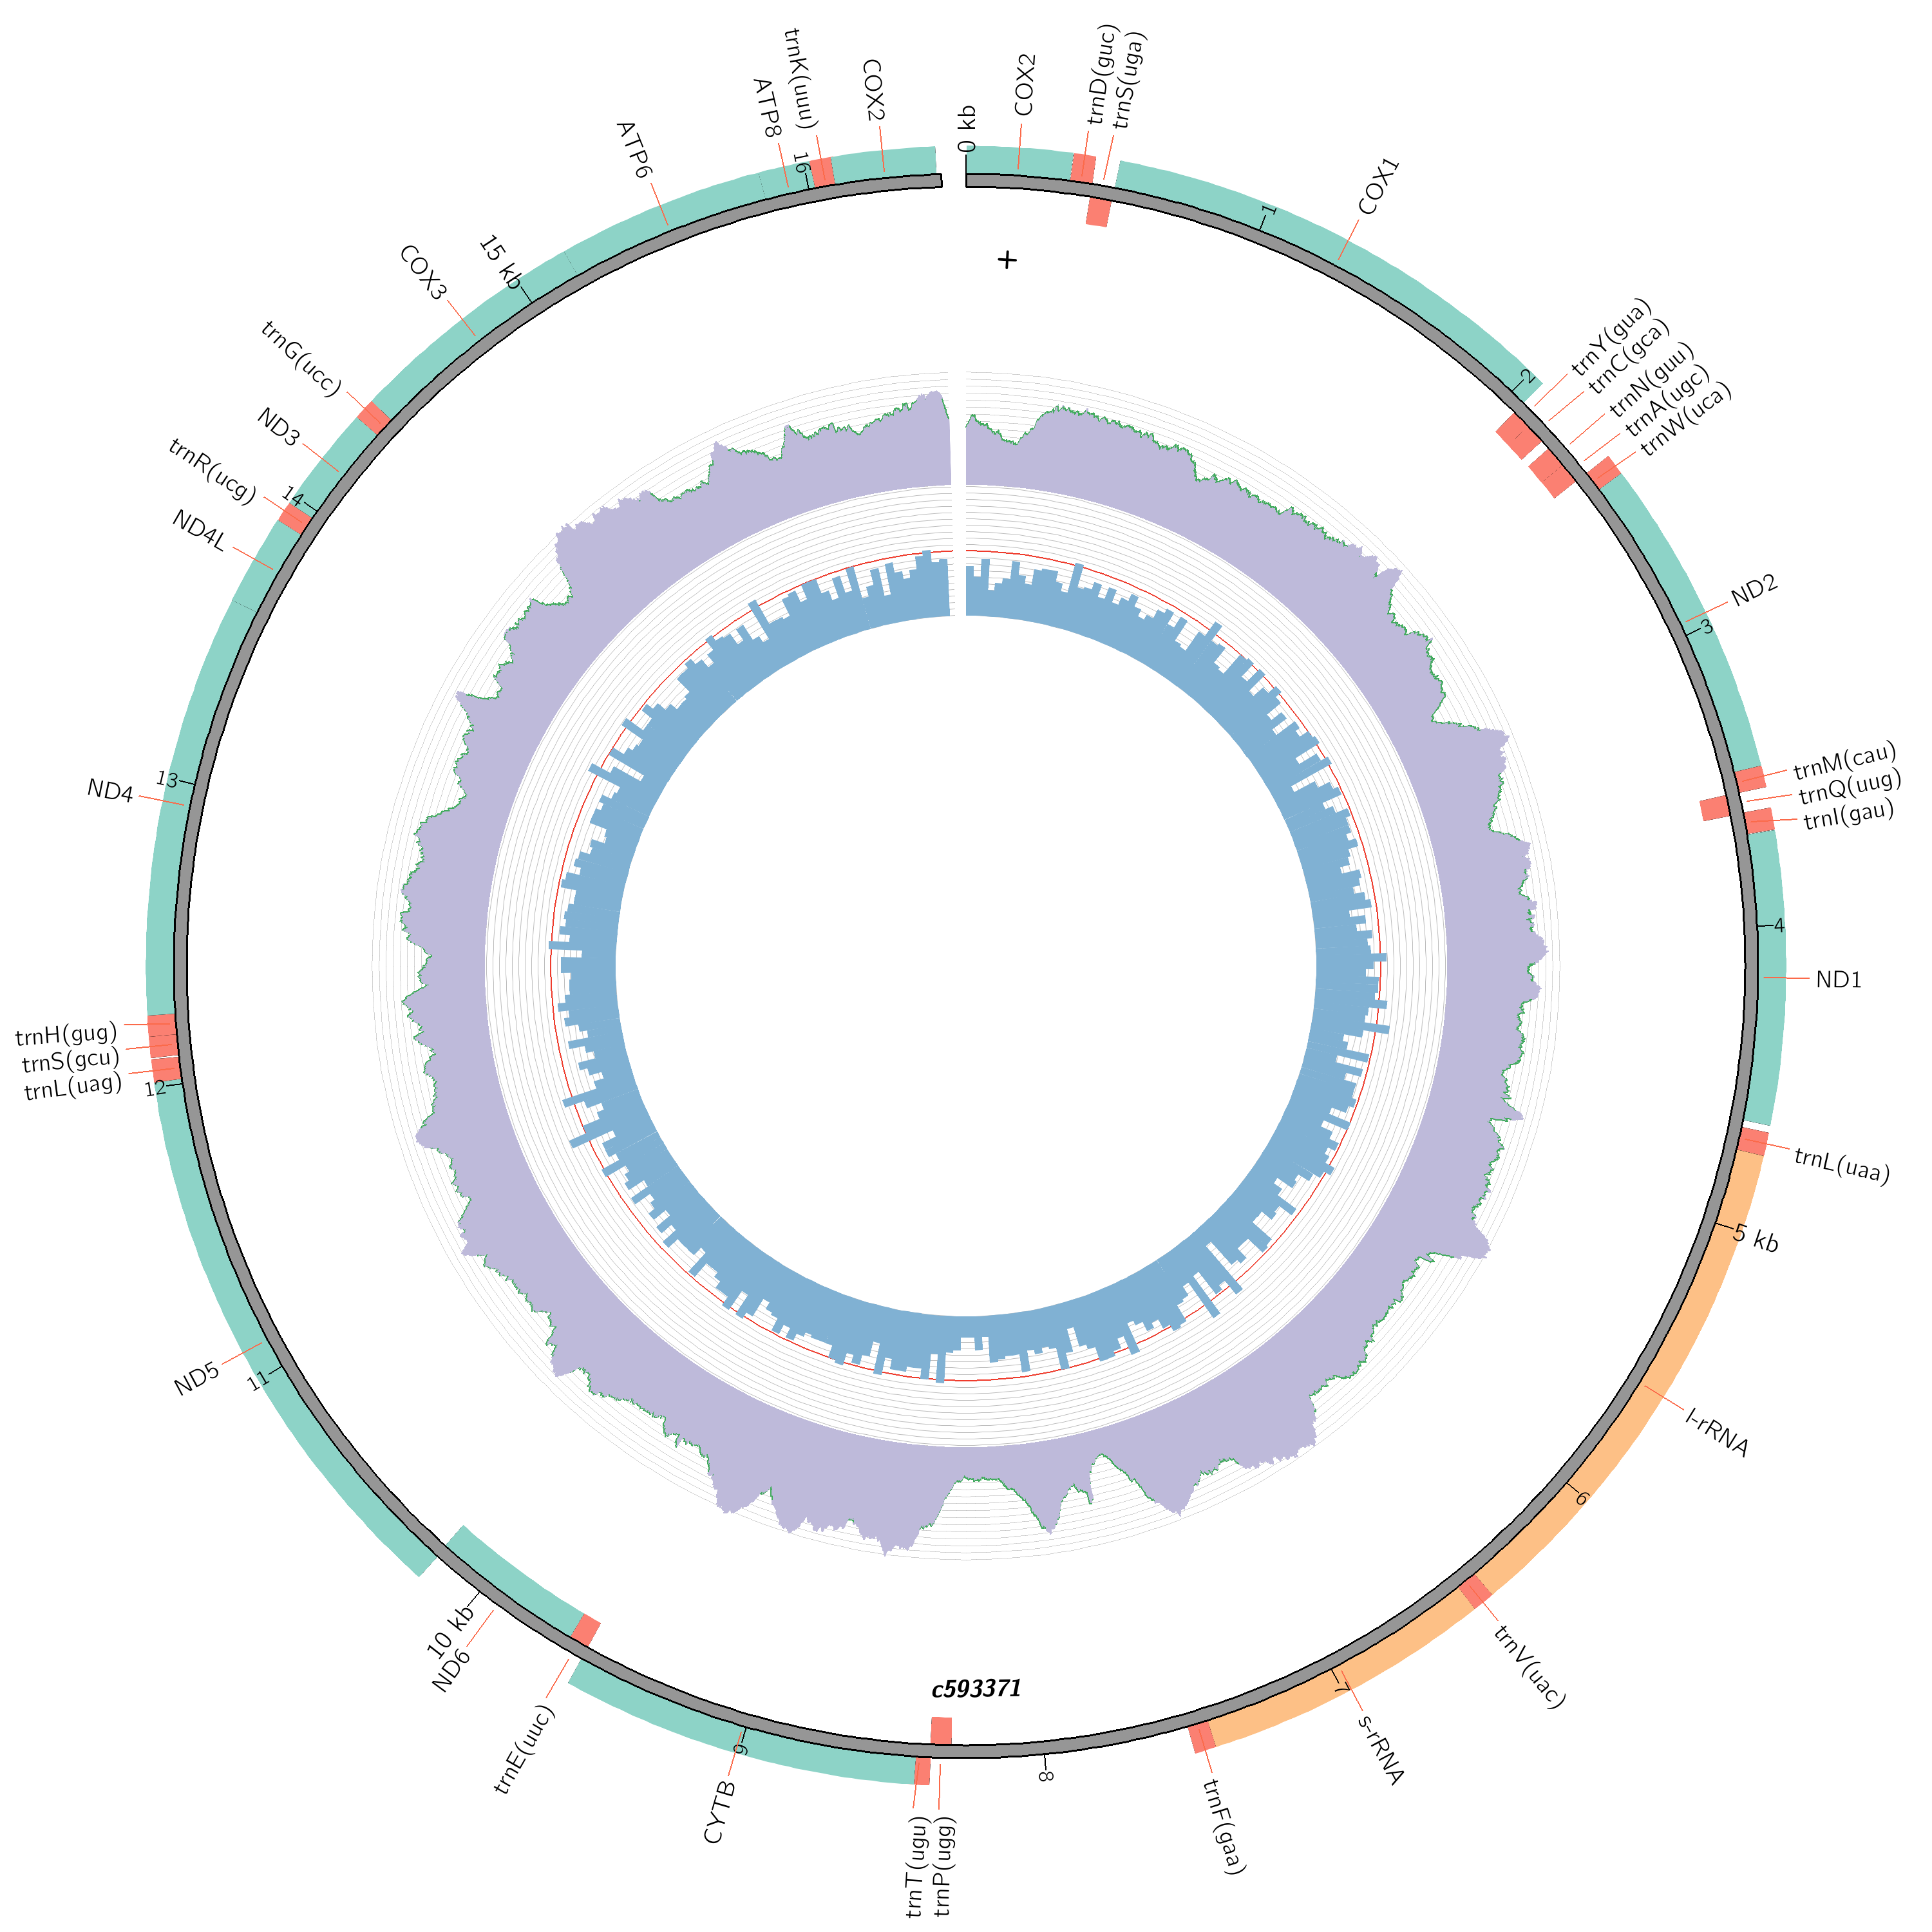 0 kb
COX2
trnD(guc)
trnS(uga)
1
COX1
2
trnY(gua)
trnC(gca)
trnN(guu)
trnA(ugc)
trnW(uca)
ND2
3
trnM(cau)
trnQ(uug)
trnI(gau)
4
ND1
trnL(uaa)
5 kb
l-rRNA
6
trnV(uac)
7
s-rRNA
trnF(gaa)
8
trnP(ugg)
trnT(ugu)
9
CYTB
trnE(uuc)
10 kb
ND6
11
ND5
12
trnL(uag)
trnS(gcu)
trnH(gug)
13
ND4
ND4L
trnR(ucg)
14
ND3
trnG(ucc)
COX3
15 kb
ATP6
ATP8
16
trnK(uuu)
COX2
+
c593371